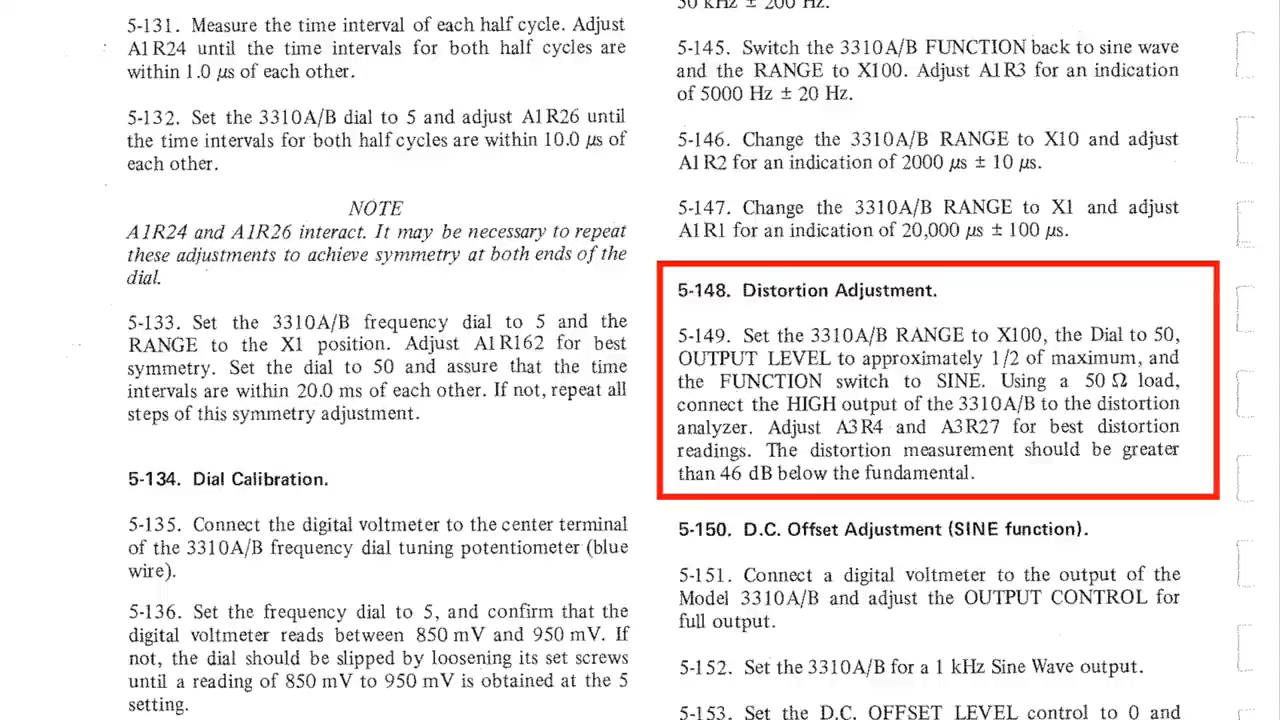 5-131. Measure the time interval of each half cycle. Adjust
A1R24 until the time intervals for both half cycles are
within 1.0 µs of each other.
5-132. Set the 3310A/B dial to 5 and adjust A1R26 until
the time intervals for both half cycles are within 10.0 µs of
each other.
NOTE
A1R24 and A1R26 interact. It may be necessary to repeat
these adjustments to achieve symmetry at both ends of the
dial.
5-133. Set the 3310A/B frequency dial to 5 and the
RANGE to the X1 position. Adjust A1R162 for best
symmetry. Set the dial to 50 and assure that the time
intervals are within 20.0 ms of each other. If not, repeat all
steps of this symmetry adjustment.
5-134. Dial Calibration.
5-135. Connect the digital voltmeter to the center terminal
of the 3310A/B frequency dial tuning potentiometer (blue
wire).
5-136. Set the frequency dial to 5, and confirm that the
digital voltmeter reads between 850 mV and 950 mV. If
not, the dial should be slipped by loosening its set screws
until a reading of 850 mV to 950 mV is obtained at the 5
setting.
50 kHz ± 200 Hz.
5-145. Switch the 3310A/B FUNCTION back to sine wave
and the RANGE to X100. Adjust A1R3 for an indication
of 5000 Hz ± 20 Hz.
5-146. Change the 3310A/B RANGE to X10 and adjust
A1R2 for an indication of 2000 µs ± 10 µs.
5-147. Change the 3310A/B RANGE to X1 and adjust
A1R1 for an indication of 20,000 µs ± 100 µs.
5-148. Distortion Adjustment.
5-149. Set the 3310A/B RANGE to X100, the Dial to 50,
OUTPUT LEVEL to approximately 1/2 of maximum, and
the FUNCTION switch to SINE. Using a 50 Ω load,
connect the HIGH output of the 3310A/B to the distortion
analyzer. Adjust A3R4 and A3R27 for best distortion
readings. The distortion measurement should be greater
than 46 dB below the fundamental.
5-150. D.C. Offset Adjustment (SINE function).
5-151. Connect a digital voltmeter to the output of the
Model 3310A/B and adjust the OUTPUT CONTROL for
full output.
5-152. Set the 3310A/B for a 1 kHz Sine Wave output.
5-153. Set the D.C. OFFSET LEVEL control to 0 and